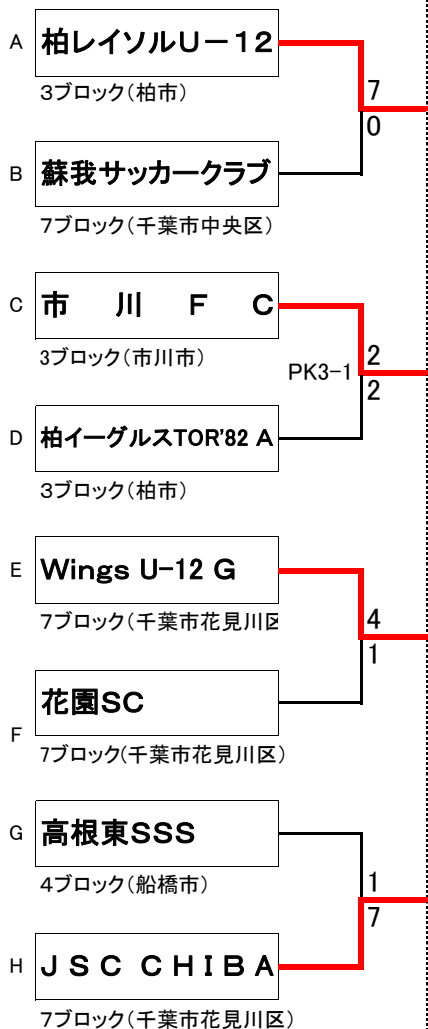 A 柏レイソルU－12
3ブロック（柏市）
7
0
B 蘇我サッカークラブ
7ブロック（千葉市中央区）
C 市川FC
3ブロック（市川市）
PK3-1
2
2
D 柏イーグルスTOR'82 A
3ブロック（柏市）
E Wings U-12 G
7ブロック（千葉市花見川区
4
1
花園SC
F
7ブロック(千葉市花見川区）
G 高根東SSS
4ブロック（船橋市）
1
7
H JSC CHIBA
7ブロック（千葉市花見川区）